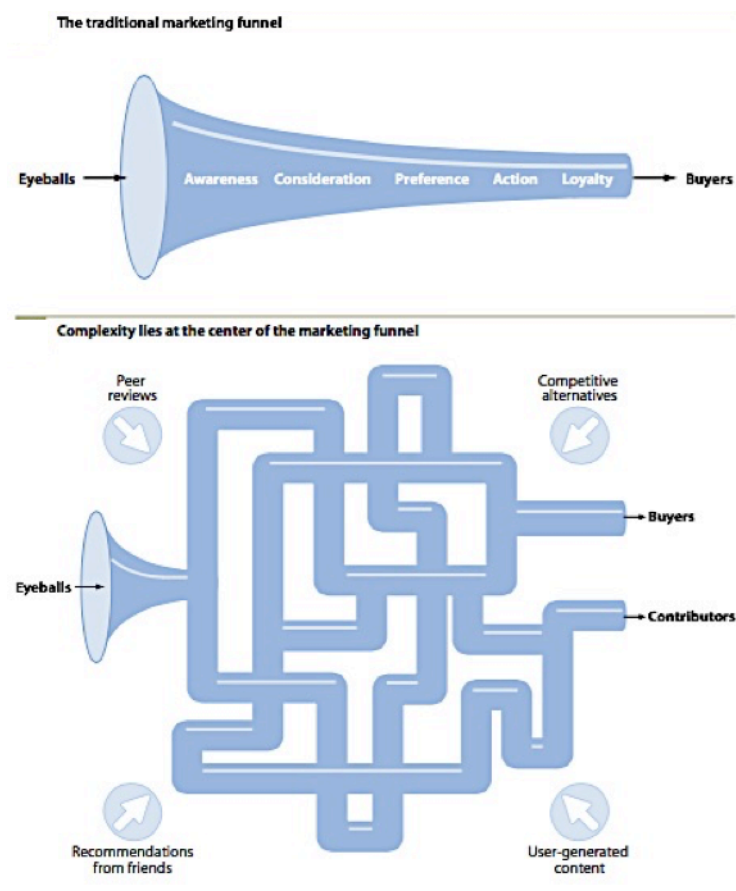 The traditional marketing funnel
Eyeballs
Awareness Consideration Preference Action Loyalty
Buyers
Complexity lies at the center of the marketing funnel
Peer
reviews
Competitive
alternatives
Eyeballs
Buyers
Contributors
Recommendations
from friends
User-generated
content